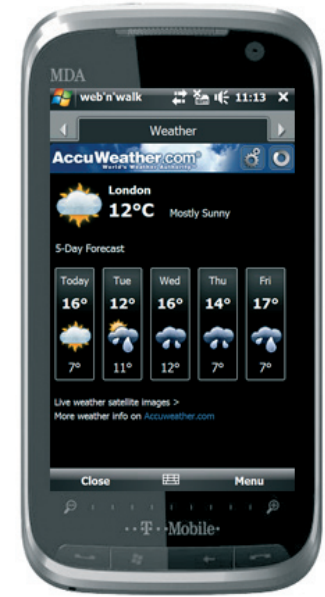 MDA
web'n'walk 11:13 X
Weather
AccuWeather.com®
World's Weather Authority™
London
12°C Mostly Sunny
5-Day Forecast
Today Tue Wed Thu Fri
16° 12° 16° 14° 17°
7° 11° 12° 7° 7°
Live weather satellite images >
More weather info on Accuweather.com
Close Menu
··T··Mobile·